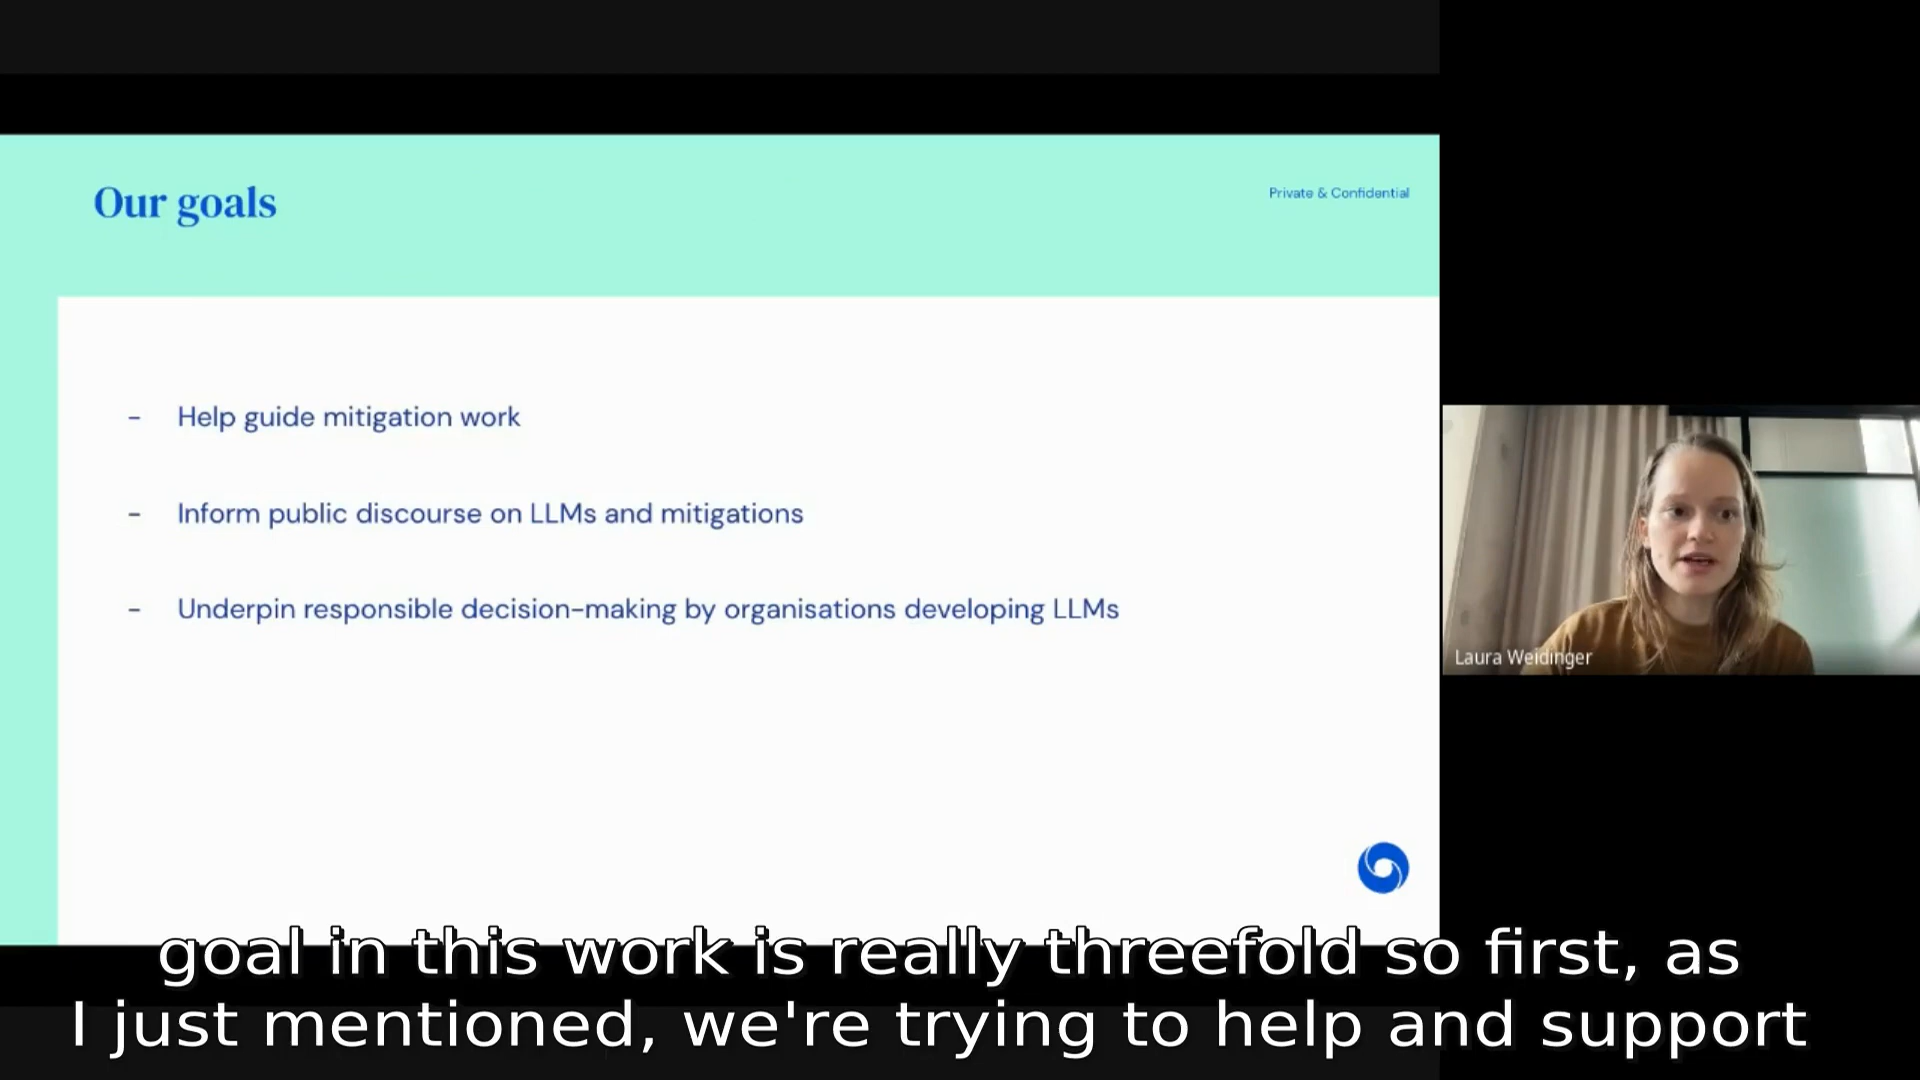 Our goals
Private & Confidential
- Help guide mitigation work
- Inform public discourse on LLMs and mitigations
- Underpin responsible decision-making by organisations developing LLMs
Laura Weidinger
goal in this work is really threefold so first, as
I just mentioned, we're trying to help and support